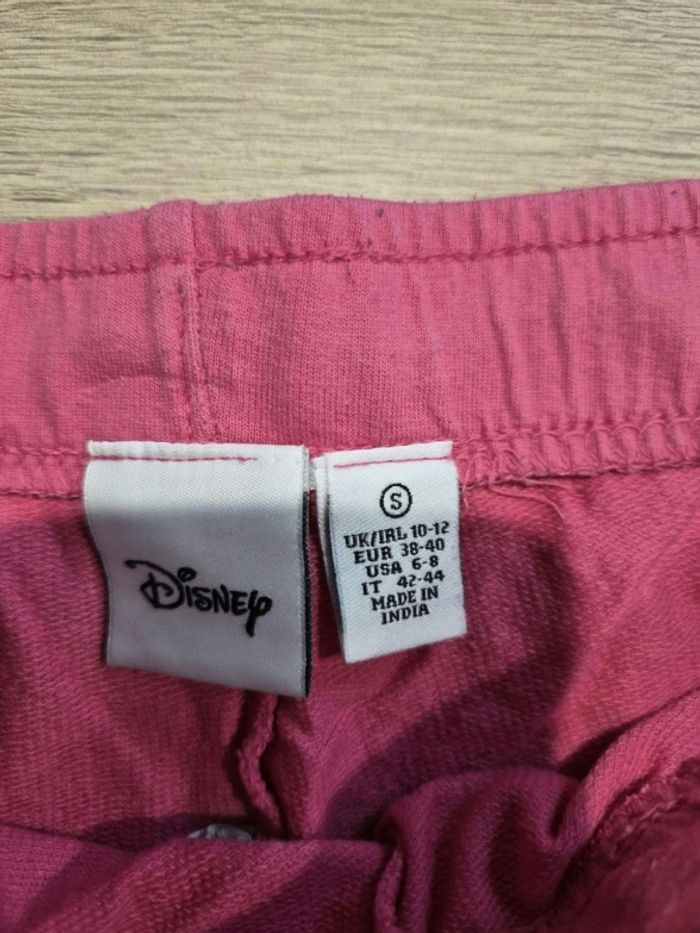 Disney
S
UK/IRL 10-12
EUR 38-40
USA 6-8
IT 42-44
MADE IN
INDIA